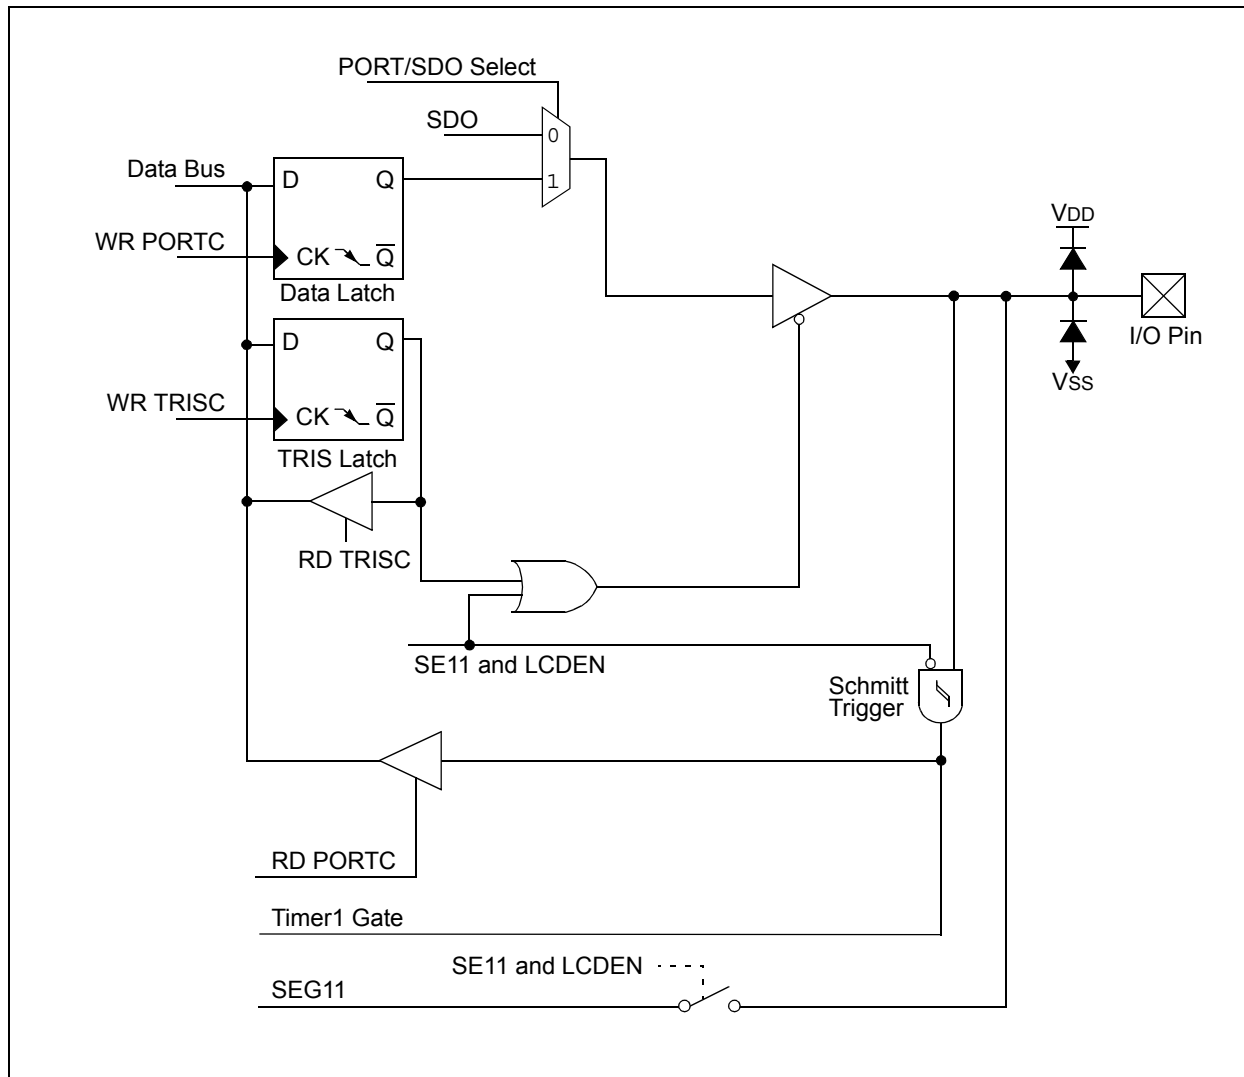 PORT/SDO Select
SDO
0
Data Bus
D Q
1
WR PORTC
CK Q̅
Data Latch
VDD
I/O Pin
VSS
D Q
WR TRISC
CK Q̅
TRIS Latch
RD TRISC
SE11 and LCDEN
Schmitt
Trigger
RD PORTC
Timer1 Gate
SE11 and LCDEN
SEG11